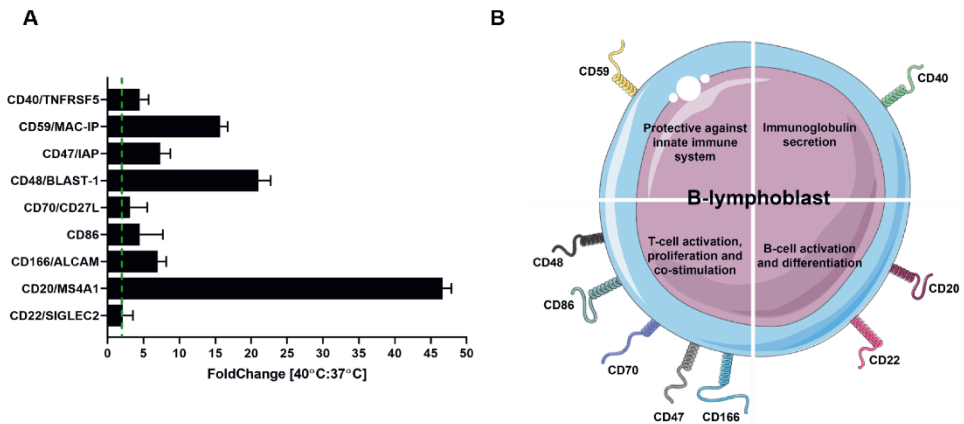 A
CD40/TNFRSF5
CD59/MAC-IP
CD47/IAP
CD48/BLAST-1
CD70/CD27L
CD86
CD166/ALCAM
CD20/MS4A1
CD22/SIGLEC2
0 5 10 15 20 25 30 35 40 45 50
FoldChange [40°C:37°C]
B
CD59
CD40
Protective against
innate immune
system
Immunoglobulin
secretion
B-lymphoblast
T-cell activation,
proliferation and
co-stimulation
B-cell activation
and differentiation
CD48
CD86
CD70
CD47
CD166
CD22
CD20